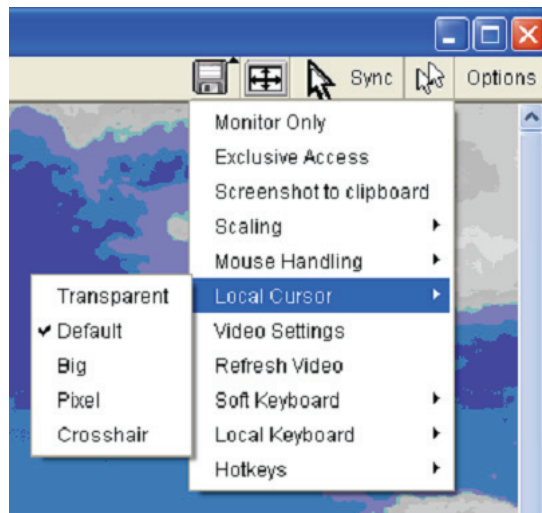 Sync
Options
Monitor Only
Exclusive Access
Screenshot to clipboard
Scaling
Mouse Handling
Local Cursor
Transparent
Default
Big
Pixel
Crosshair
Video Settings
Refresh Video
Soft Keyboard
Local Keyboard
Hotkeys